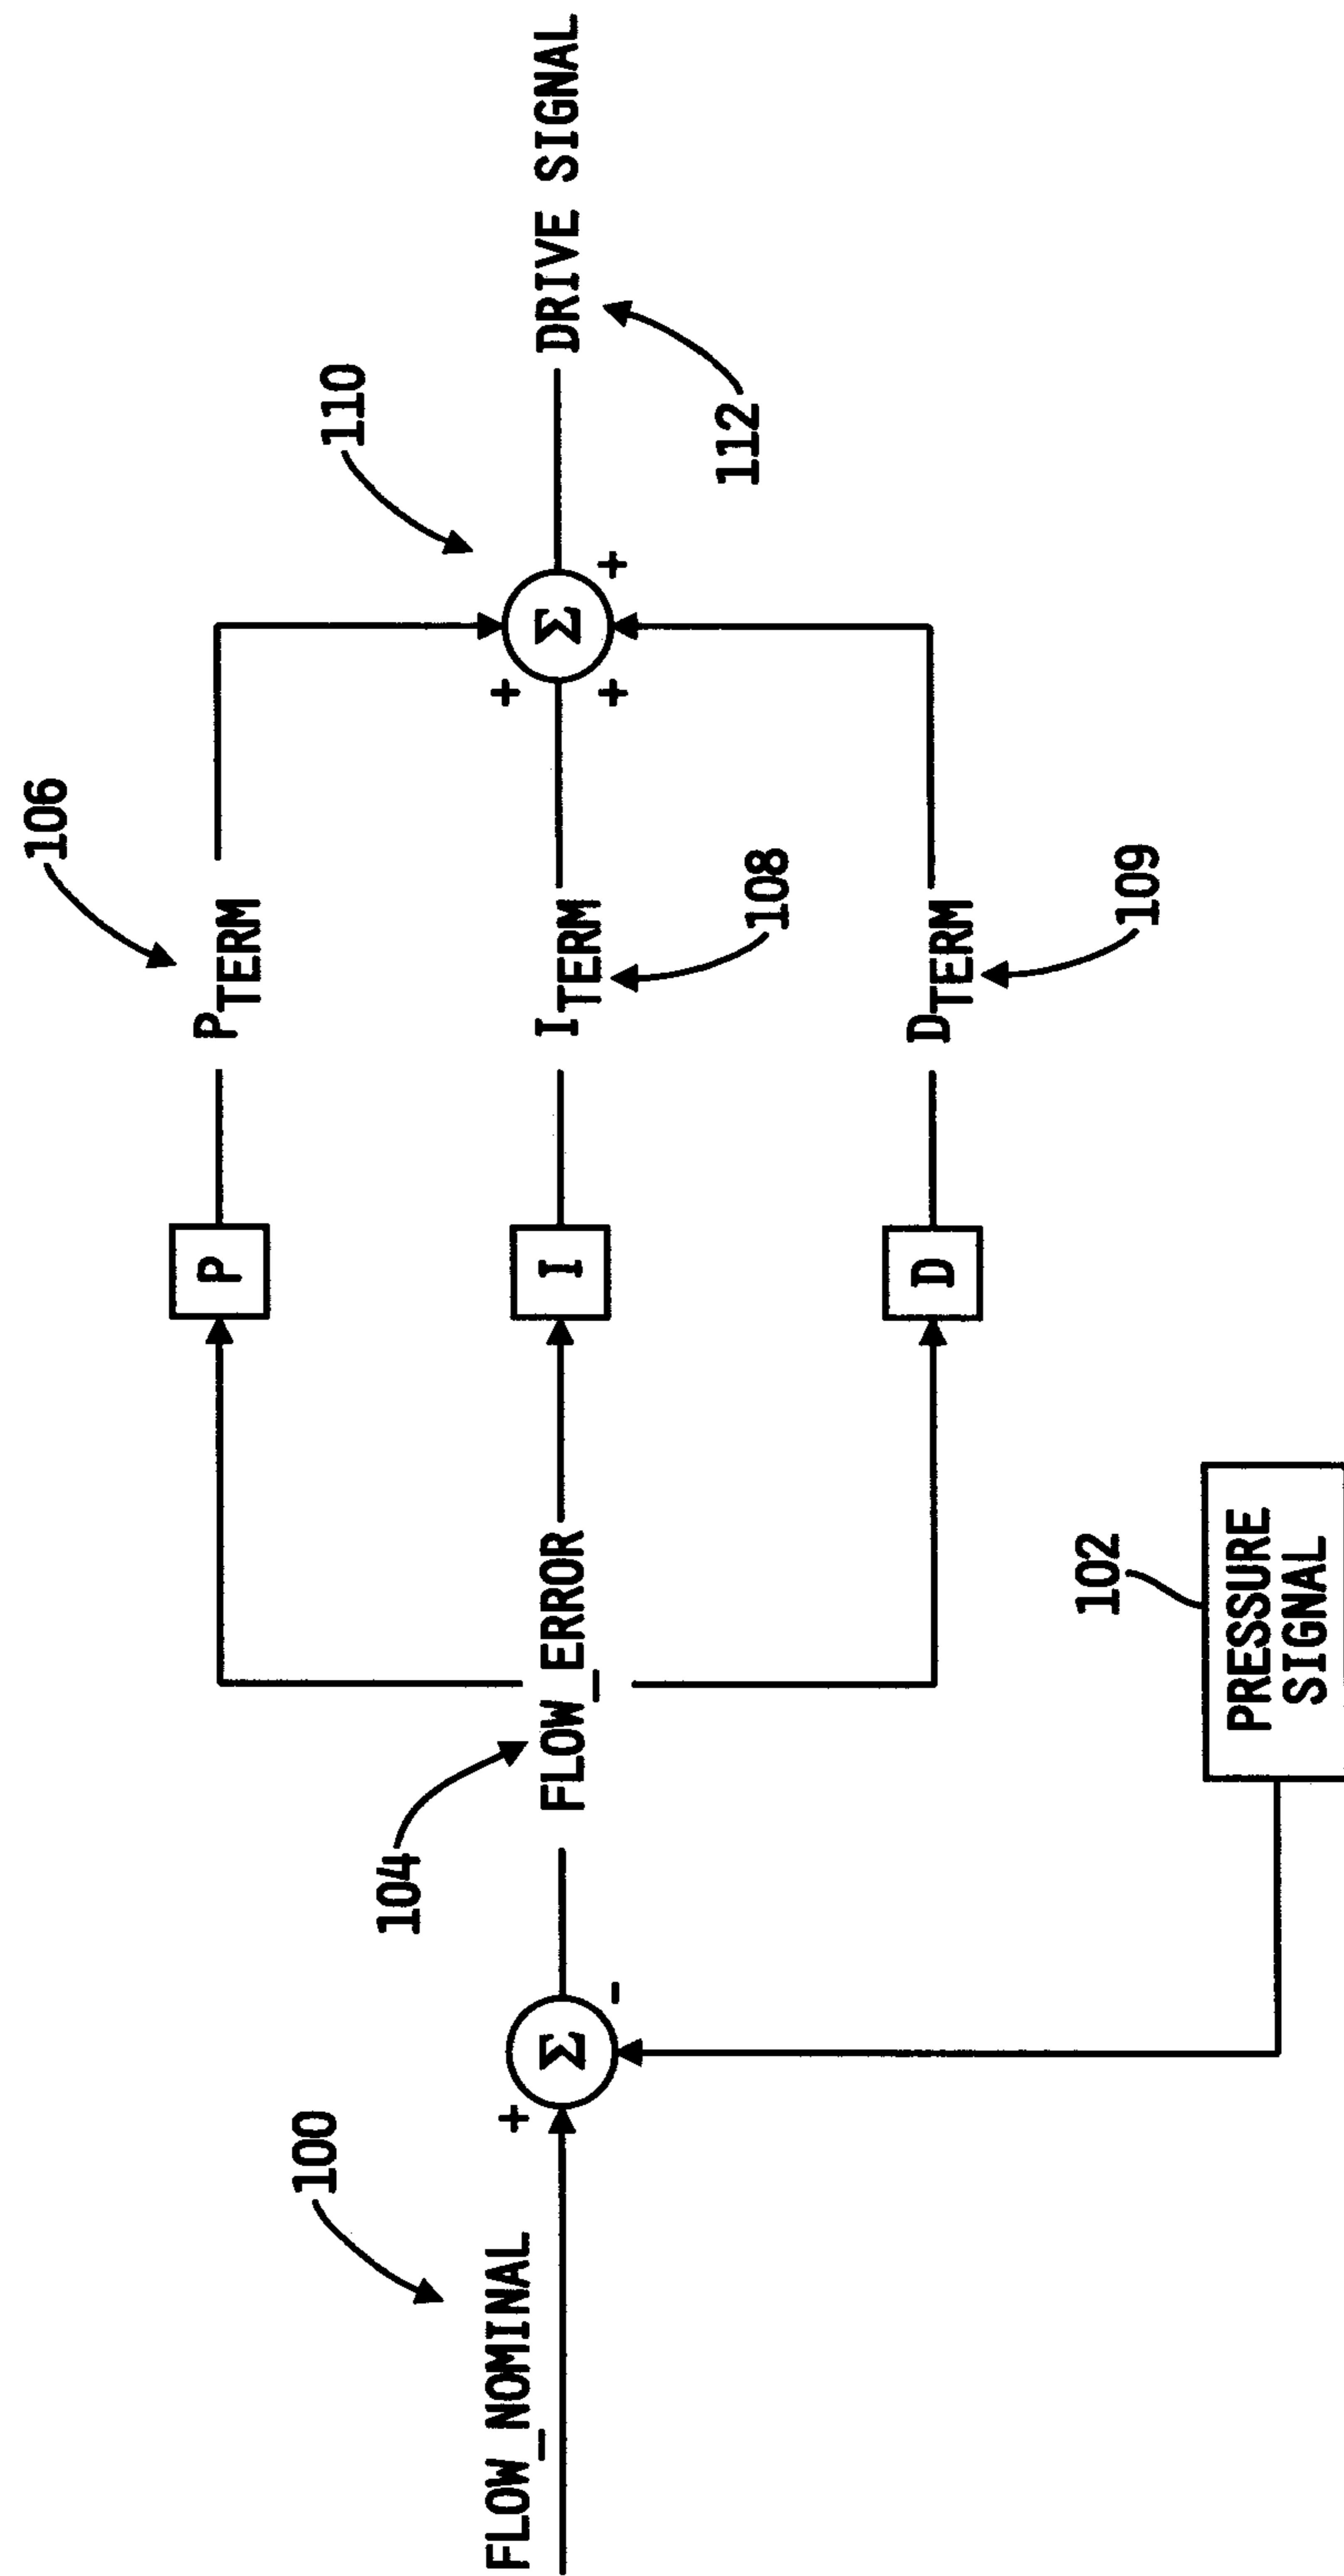 106
P
PTERM
110
100
FLOW_NOMINAL
+
Σ
-
104
FLOW_ERROR
I
ITERM
108
+
+
+
Σ
DRIVE SIGNAL
112
D
DTERM
109
102
PRESSURE
SIGNAL